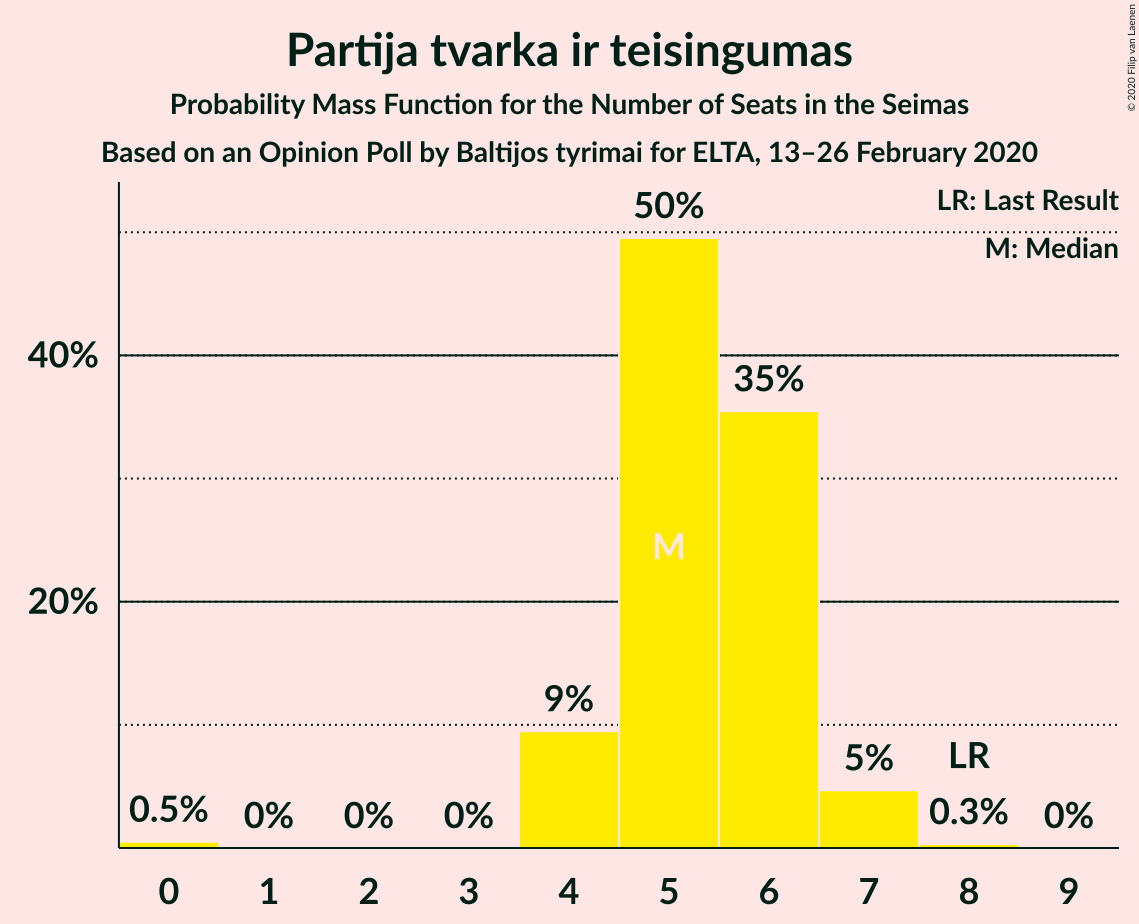 Partija tvarka ir teisingumas
Probability Mass Function for the Number of Seats in the Seimas
Based on an Opinion Poll by Baltijos tyrimai for ELTA, 13–26 February 2020
© 2020 Filip van Laenen
LR: Last Result
M: Median
50%
40%
35%
M
20%
9%
5%
LR
0.5%
0%
0%
0%
0.3%
0%
0 1 2 3 4 5 6 7 8 9